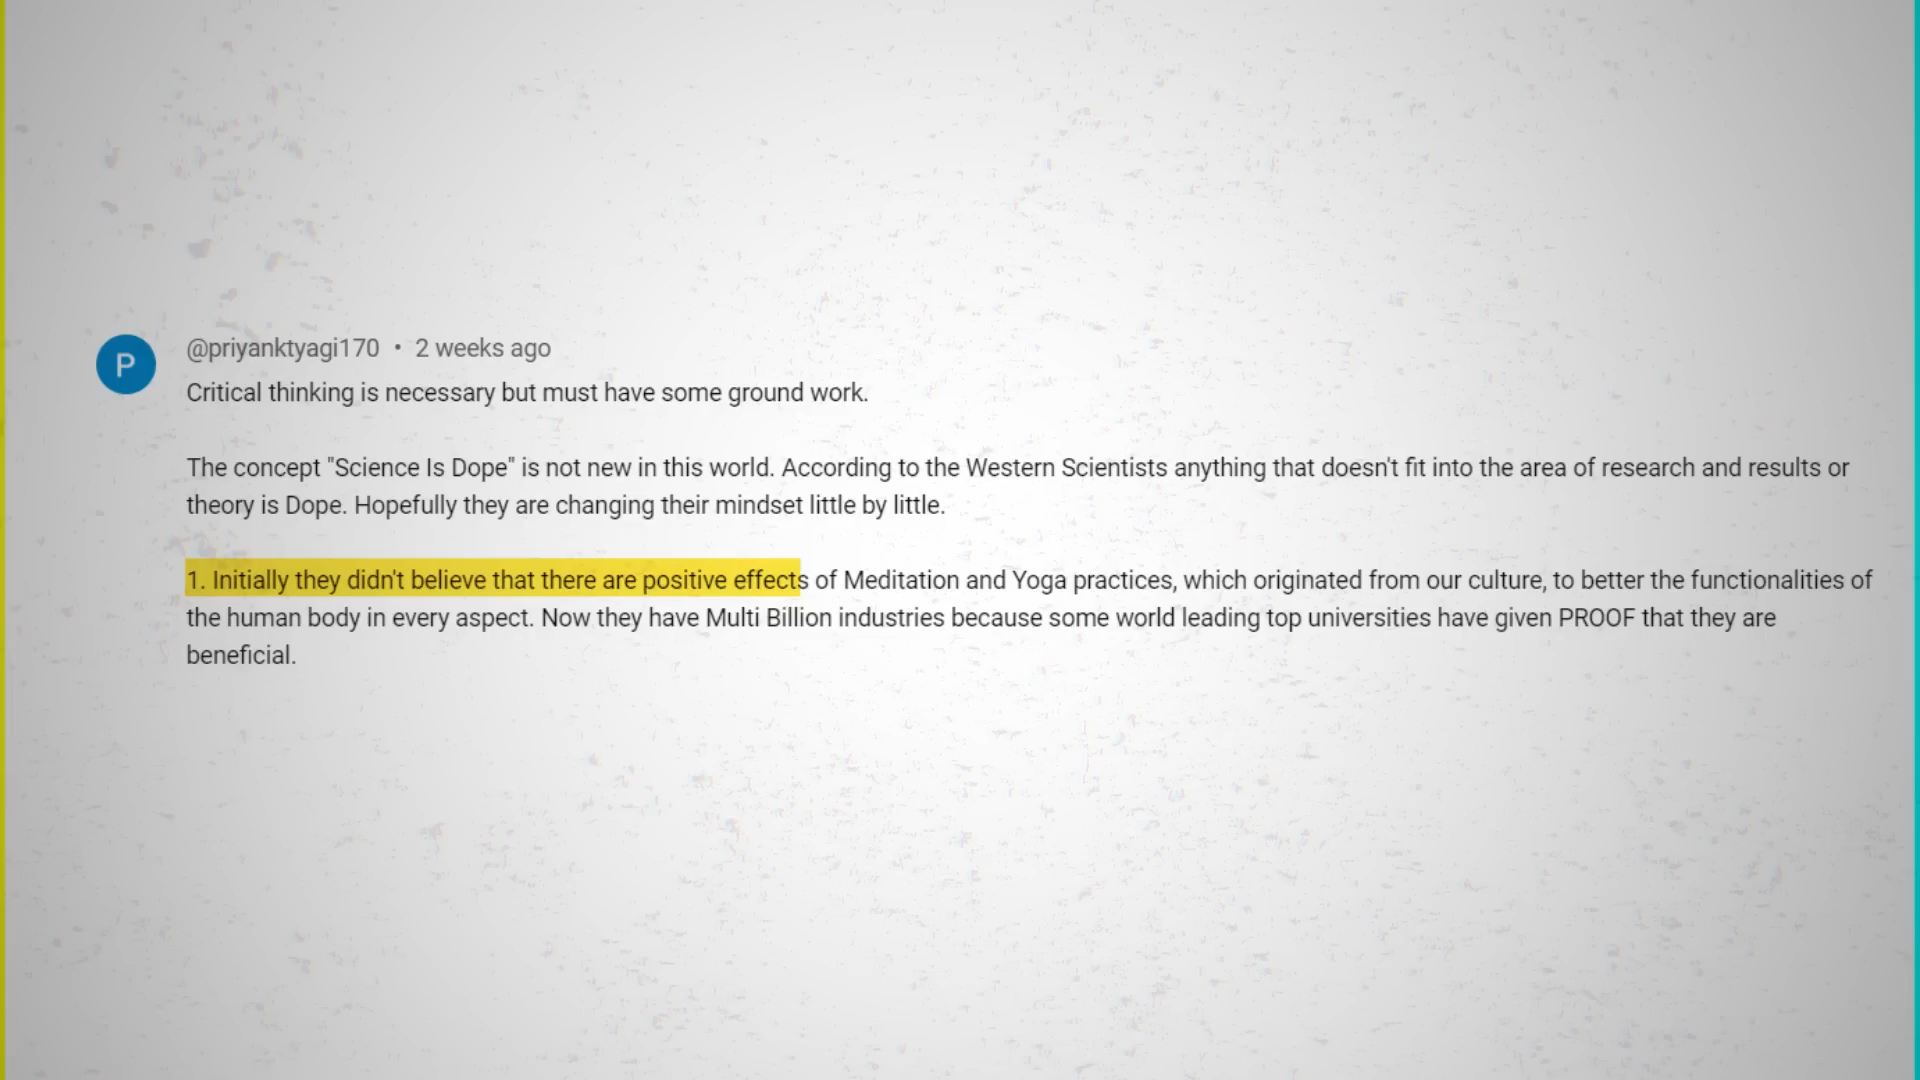 P
@priyanktyagi170 • 2 weeks ago
Critical thinking is necessary but must have some ground work.
The concept "Science Is Dope" is not new in this world. According to the Western Scientists anything that doesn't fit into the area of research and results or
theory is Dope. Hopefully they are changing their mindset little by little.
1. Initially they didn't believe that there are positive effects of Meditation and Yoga practices, which originated from our culture, to better the functionalities of
the human body in every aspect. Now they have Multi Billion industries because some world leading top universities have given PROOF that they are
beneficial.